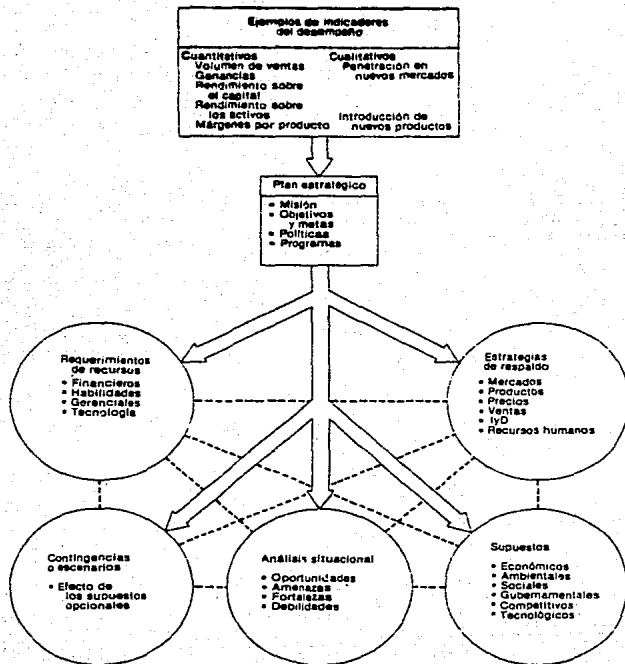 Ejemplos de indicadores
del desempeño
Cuantitativos
Volumen de ventas
Ganancias
Rendimiento sobre
el capital
Rendimiento sobre
los activos
Márgenes por producto
Cualitativos
Penetración en
nuevos mercados
Introducción de
nuevos productos
Plan estratégico
• Misión
• Objetivos
y metas
• Políticas
• Programas
Requerimientos
de recursos
• Financieros
• Habilidades
• Gerenciales
• Tecnología
Estrategias
de respaldo
• Mercados
• Productos
• Precios
• Ventas
• IyD
• Recursos humanos
Contingencias
o escenarios
• Efecto de
los supuestos
opcionales
Análisis situacional
• Oportunidades
• Amenazas
• Fortalezas
• Debilidades
Supuestos
• Económicos
• Ambientales
• Sociales
• Gubernamentales
• Competitivos
• Tecnológicos